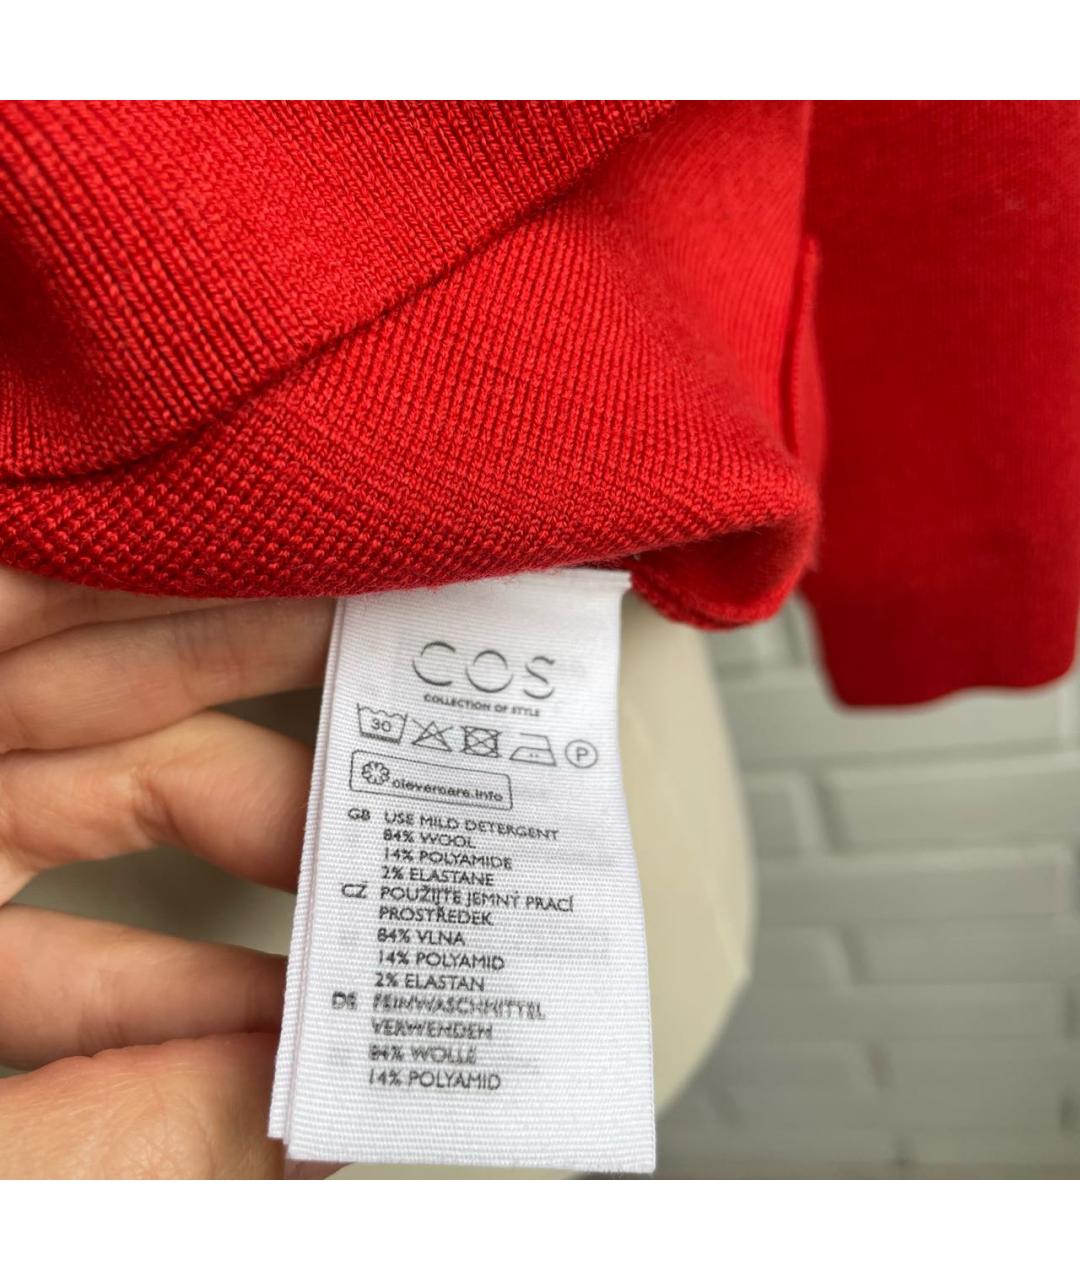 COS
COLLECTION OF STYLE
30 P
clevercare.info
GB USE MILD DETERGENT
84% WOOL
14% POLYAMIDE
2% ELASTANE
CZ POUŽIJTE JEMNÝ PRACÍ
PROSTŘEDEK
84% VLNA
14% POLYAMID
2% ELASTAN
DE FEINWASCHMITTEL
VERWENDEN
84% WOLLE
14% POLYAMID